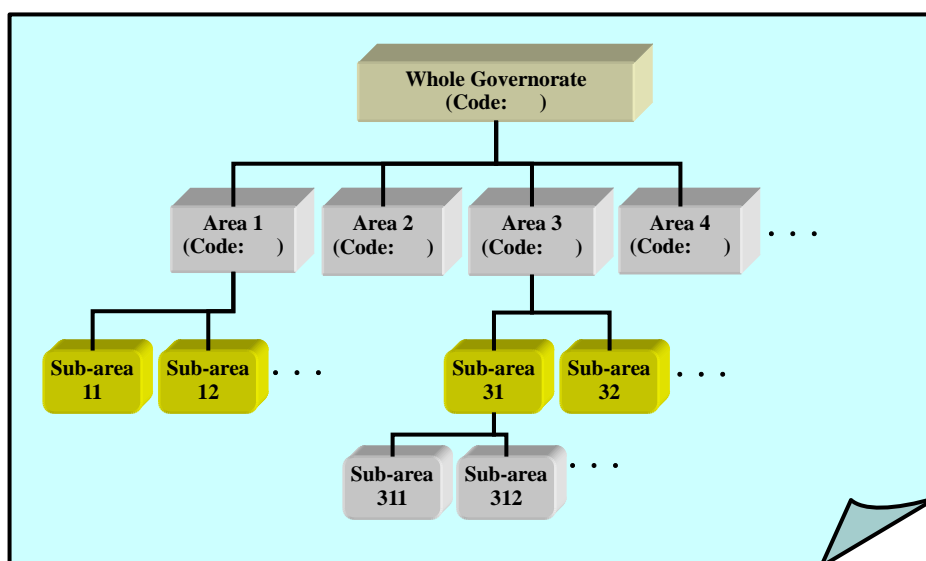 Whole Governorate
(Code:      )
Area 1
(Code:      )
Area 2
(Code:      )
Area 3
(Code:      )
Area 4
(Code:      )
. . .
Sub-area
11
Sub-area
12
. . .
Sub-area
31
Sub-area
32
. . .
Sub-area
311
Sub-area
312
. . .